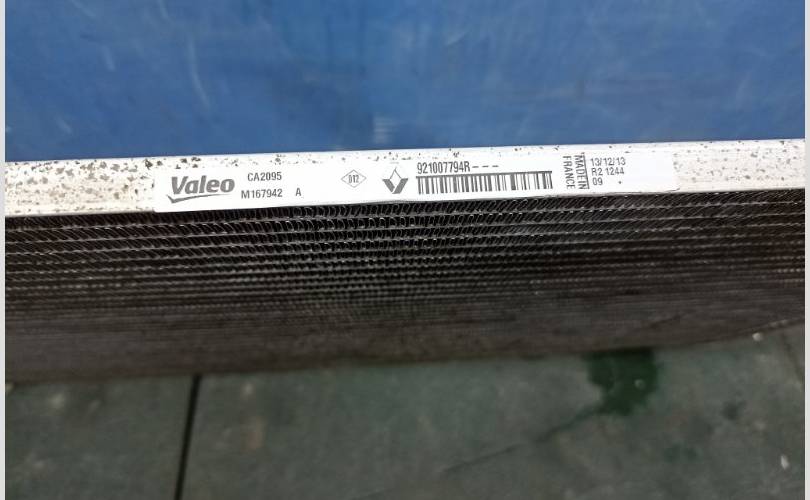 Valeo
CA2095
M167942 A
012
921007794R---
MADE IN
FRANCE
13/12/13
R2 1244
09